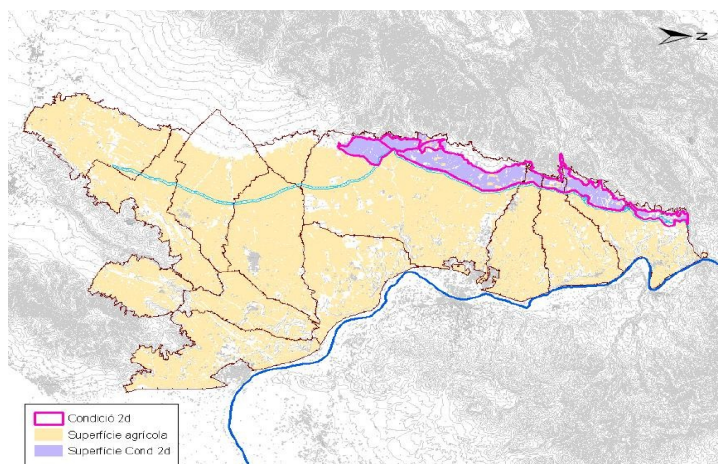 N
Condició 2d
Superfície agrícola
Superfície Cond 2d